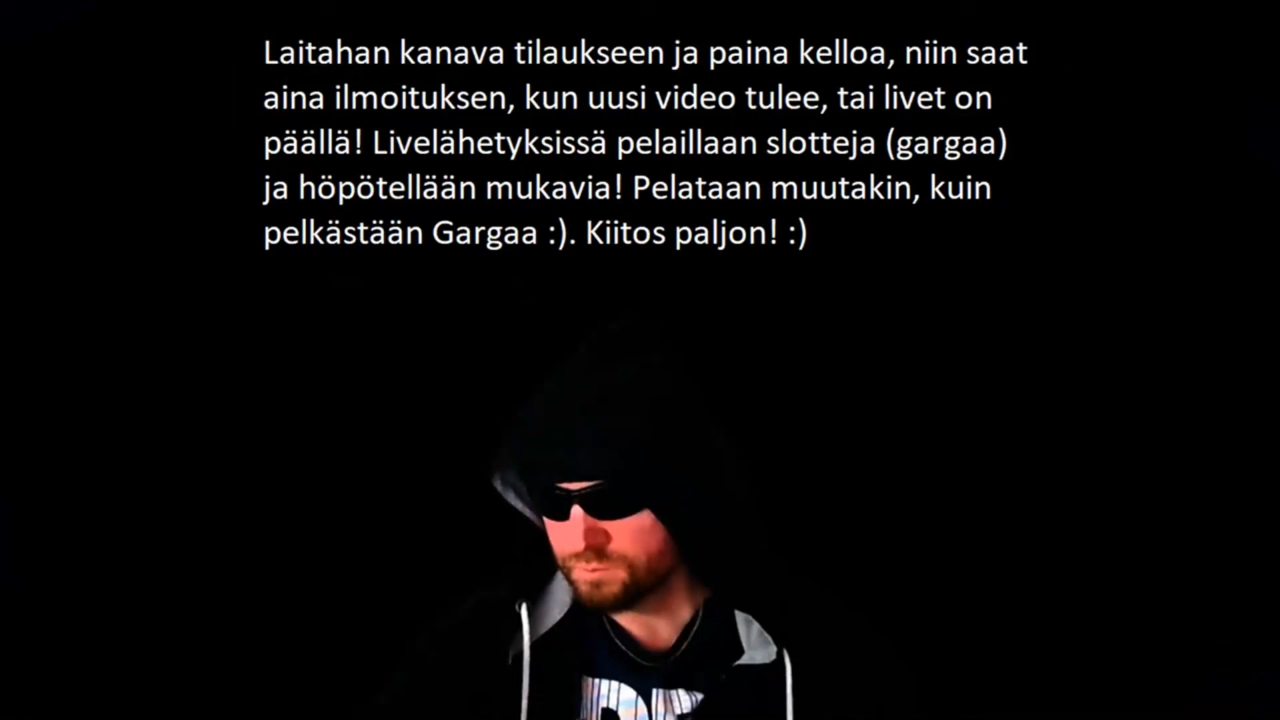 Laitahan kanava tilaukseen ja paina kelloa, niin saat
aina ilmoituksen, kun uusi video tulee, tai livet on
päällä! Livelähetyksissä pelaillaan slotteja (gargaa)
ja höpötellään mukavia! Pelataan muutakin, kuin
pelkästään Gargaa :). Kiitos paljon! :)